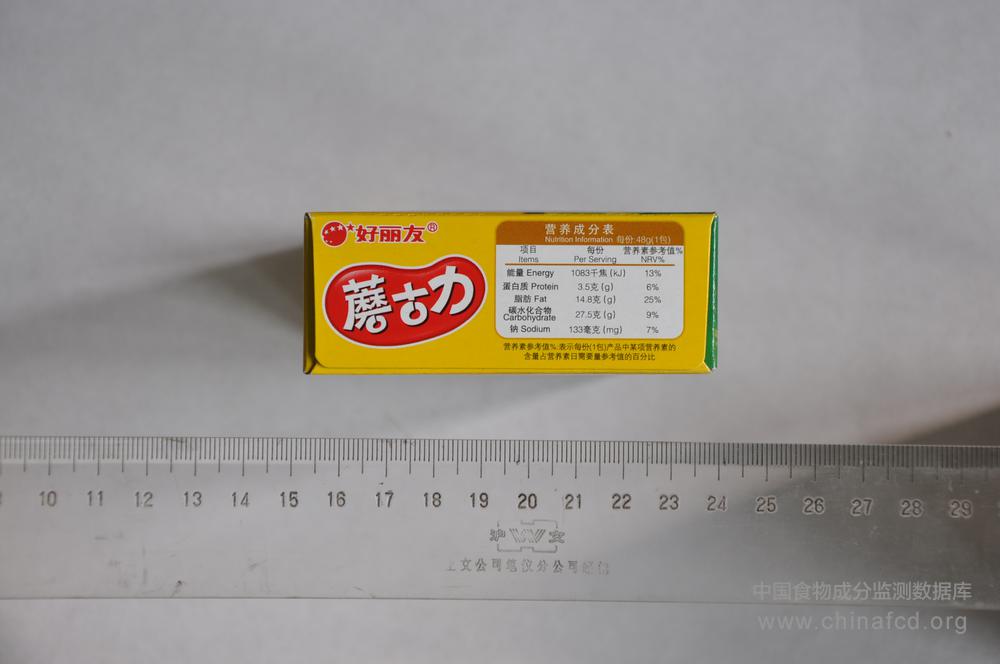 好丽友®
蘑古力
营养成分表
Nutrition Information 每份:48g(1包)
项目 每份 营养素参考值%
Items Per Serving NRV%
能量 Energy 1083千焦 (kJ) 13%
蛋白质 Protein 3.5克 (g) 6%
脂肪 Fat 14.8克 (g) 25%
碳水化合物
Carbohydrate 27.5克 (g) 9%
钠 Sodium 133毫克 (mg) 7%
营养素参考值%:表示每份(1包)产品中某项营养素的
含量占营养素日需要量参考值的百分比
10 11 12 13 14 15 16 17 18 19 20 21 22 23 24 25 26 27 28 29
中国食物成分监测数据库
www.chinafcd.org